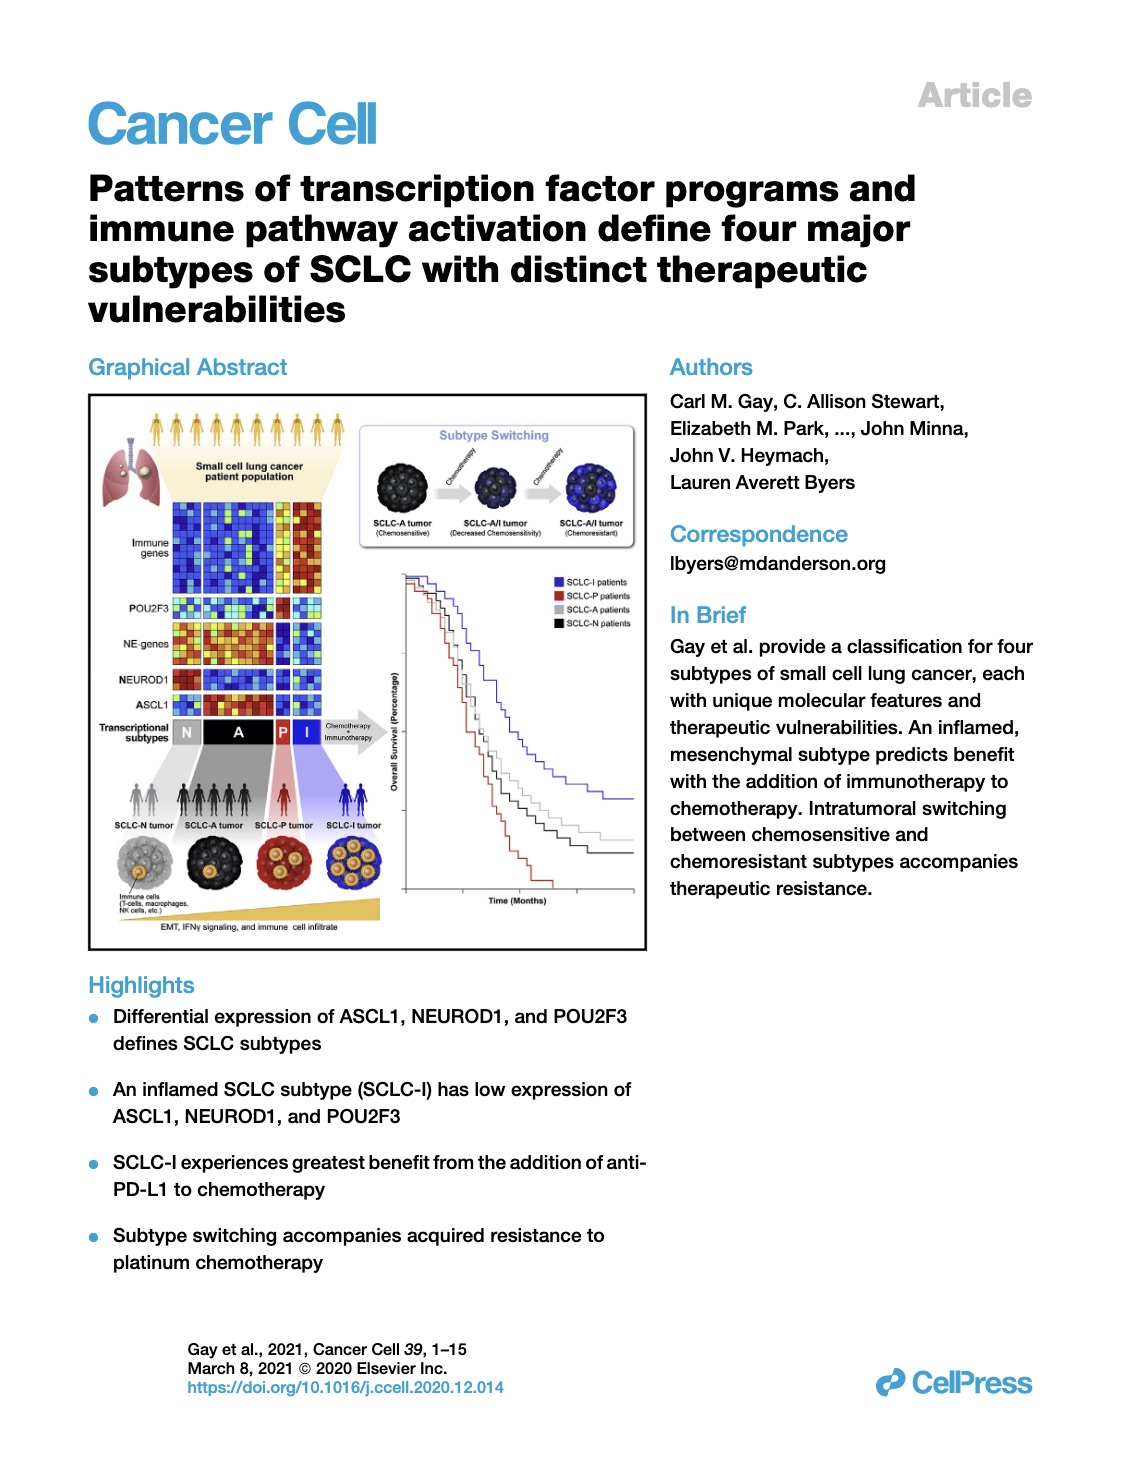 Article
Cancer Cell
Patterns of transcription factor programs and
immune pathway activation define four major
subtypes of SCLC with distinct therapeutic
vulnerabilities
Graphical Abstract
Small cell lung cancer
patient population
Immune
genes
POU2F3
NE-genes
NEUROD1
ASCL1
Transcriptional
subtypes
N
A
P
I
Chemotherapy
+
Immunotherapy
SCLC-N tumor
SCLC-A tumor
SCLC-P tumor
SCLC-I tumor
Immune cells
(T-cells, macrophages,
NK cells, etc.)
EMT, IFNγ signaling, and immune cell infiltrate
Subtype Switching
Chemotherapy
Chemotherapy
SCLC-A tumor
(Chemosensitive)
SCLC-A/I tumor
(Decreased Chemosensitivity)
SCLC-A/I tumor
(Chemoresistant)
SCLC-I patients
SCLC-P patients
SCLC-A patients
SCLC-N patients
Overall Survival (Percentage)
Time (Months)
Highlights
• Differential expression of ASCL1, NEUROD1, and POU2F3
defines SCLC subtypes
• An inflamed SCLC subtype (SCLC-I) has low expression of
ASCL1, NEUROD1, and POU2F3
• SCLC-I experiences greatest benefit from the addition of anti-
PD-L1 to chemotherapy
• Subtype switching accompanies acquired resistance to
platinum chemotherapy
Authors
Carl M. Gay, C. Allison Stewart,
Elizabeth M. Park, ..., John Minna,
John V. Heymach,
Lauren Averett Byers
Correspondence
lbyers@mdanderson.org
In Brief
Gay et al. provide a classification for four
subtypes of small cell lung cancer, each
with unique molecular features and
therapeutic vulnerabilities. An inflamed,
mesenchymal subtype predicts benefit
with the addition of immunotherapy to
chemotherapy. Intratumoral switching
between chemosensitive and
chemoresistant subtypes accompanies
therapeutic resistance.
Gay et al., 2021, Cancer Cell 39, 1–15
March 8, 2021 © 2020 Elsevier Inc.
https://doi.org/10.1016/j.ccell.2020.12.014
CellPress